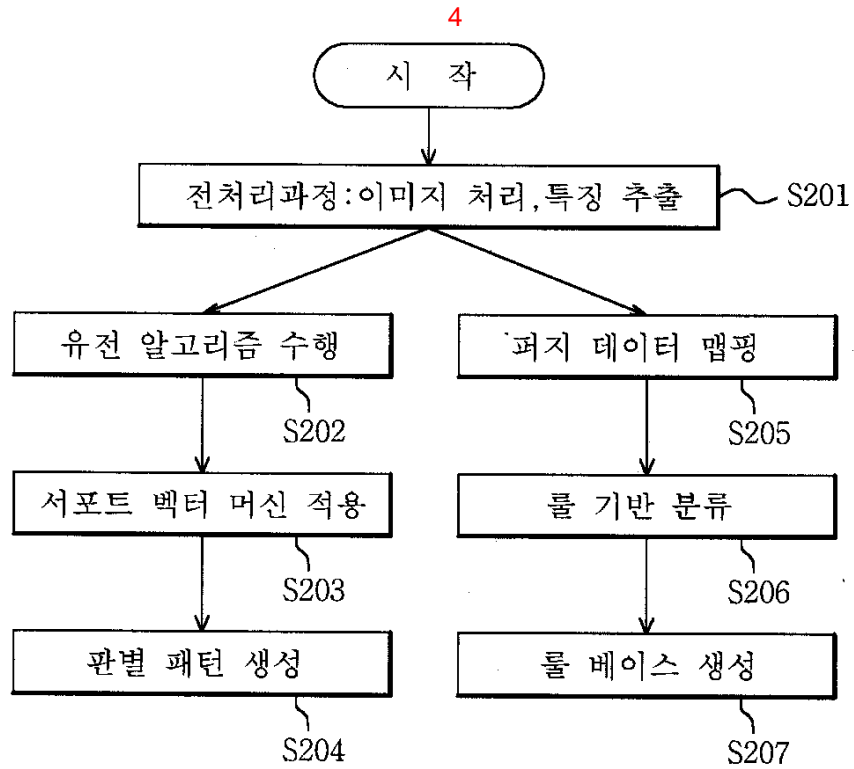 4
시 작
전처리과정:이미지 처리,특징 추출
S201
유전 알고리즘 수행
퍼지 데이터 맵핑
S202
S205
서포트 벡터 머신 적용
룰 기반 분류
S203
S206
판별 패턴 생성
룰 베이스 생성
S204
S207